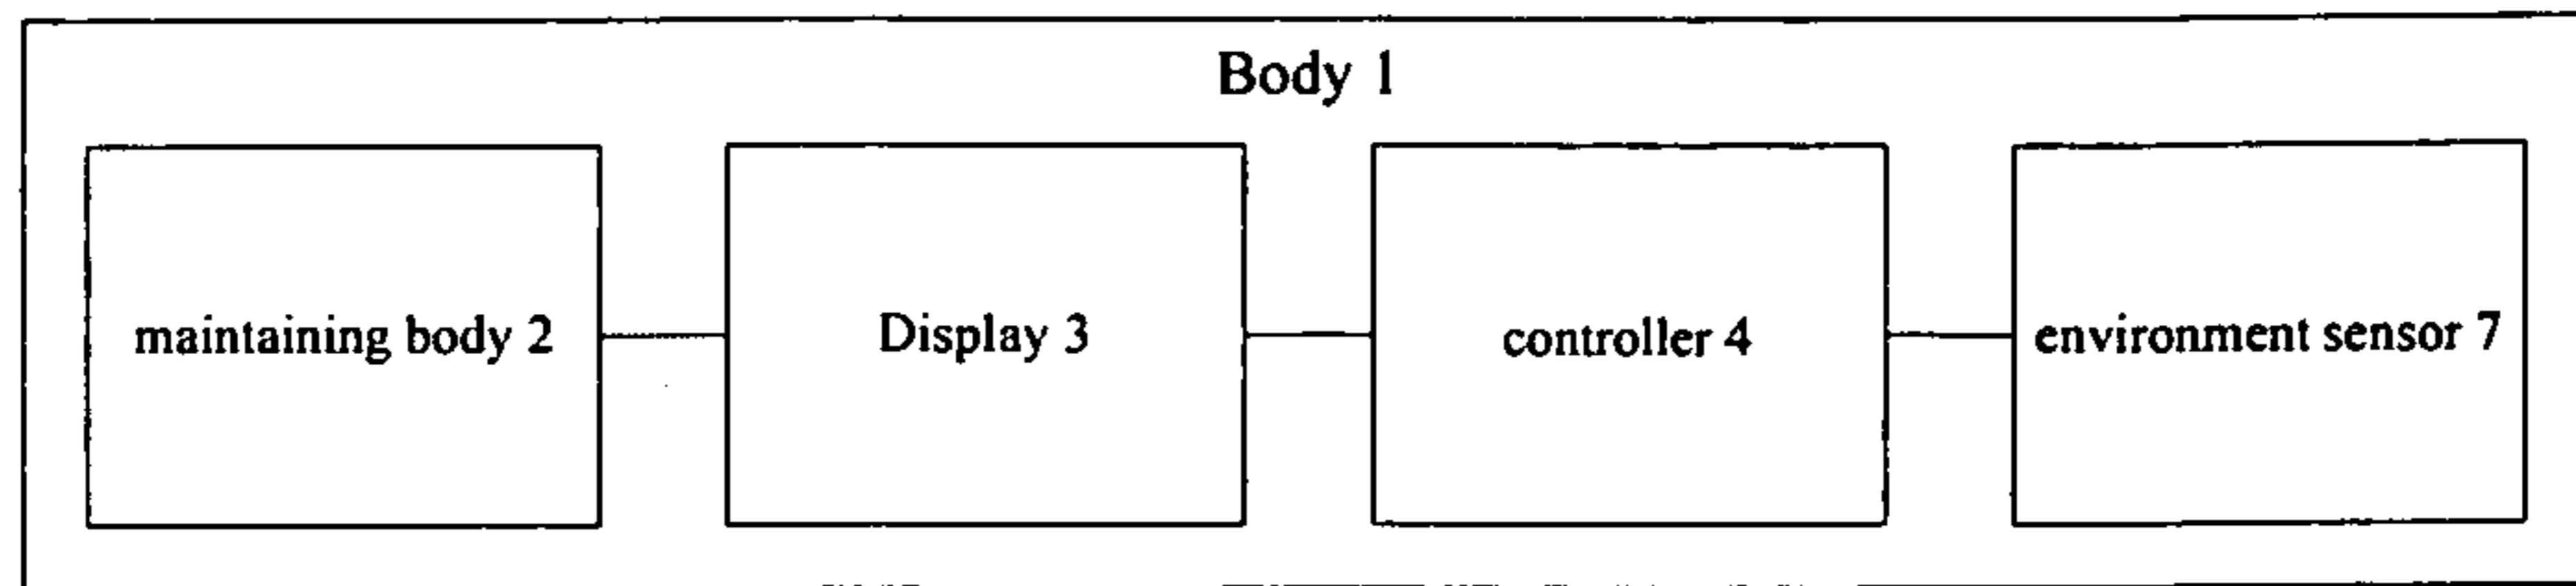 Body 1
maintaining body 2
Display 3
controller 4
environment sensor 7